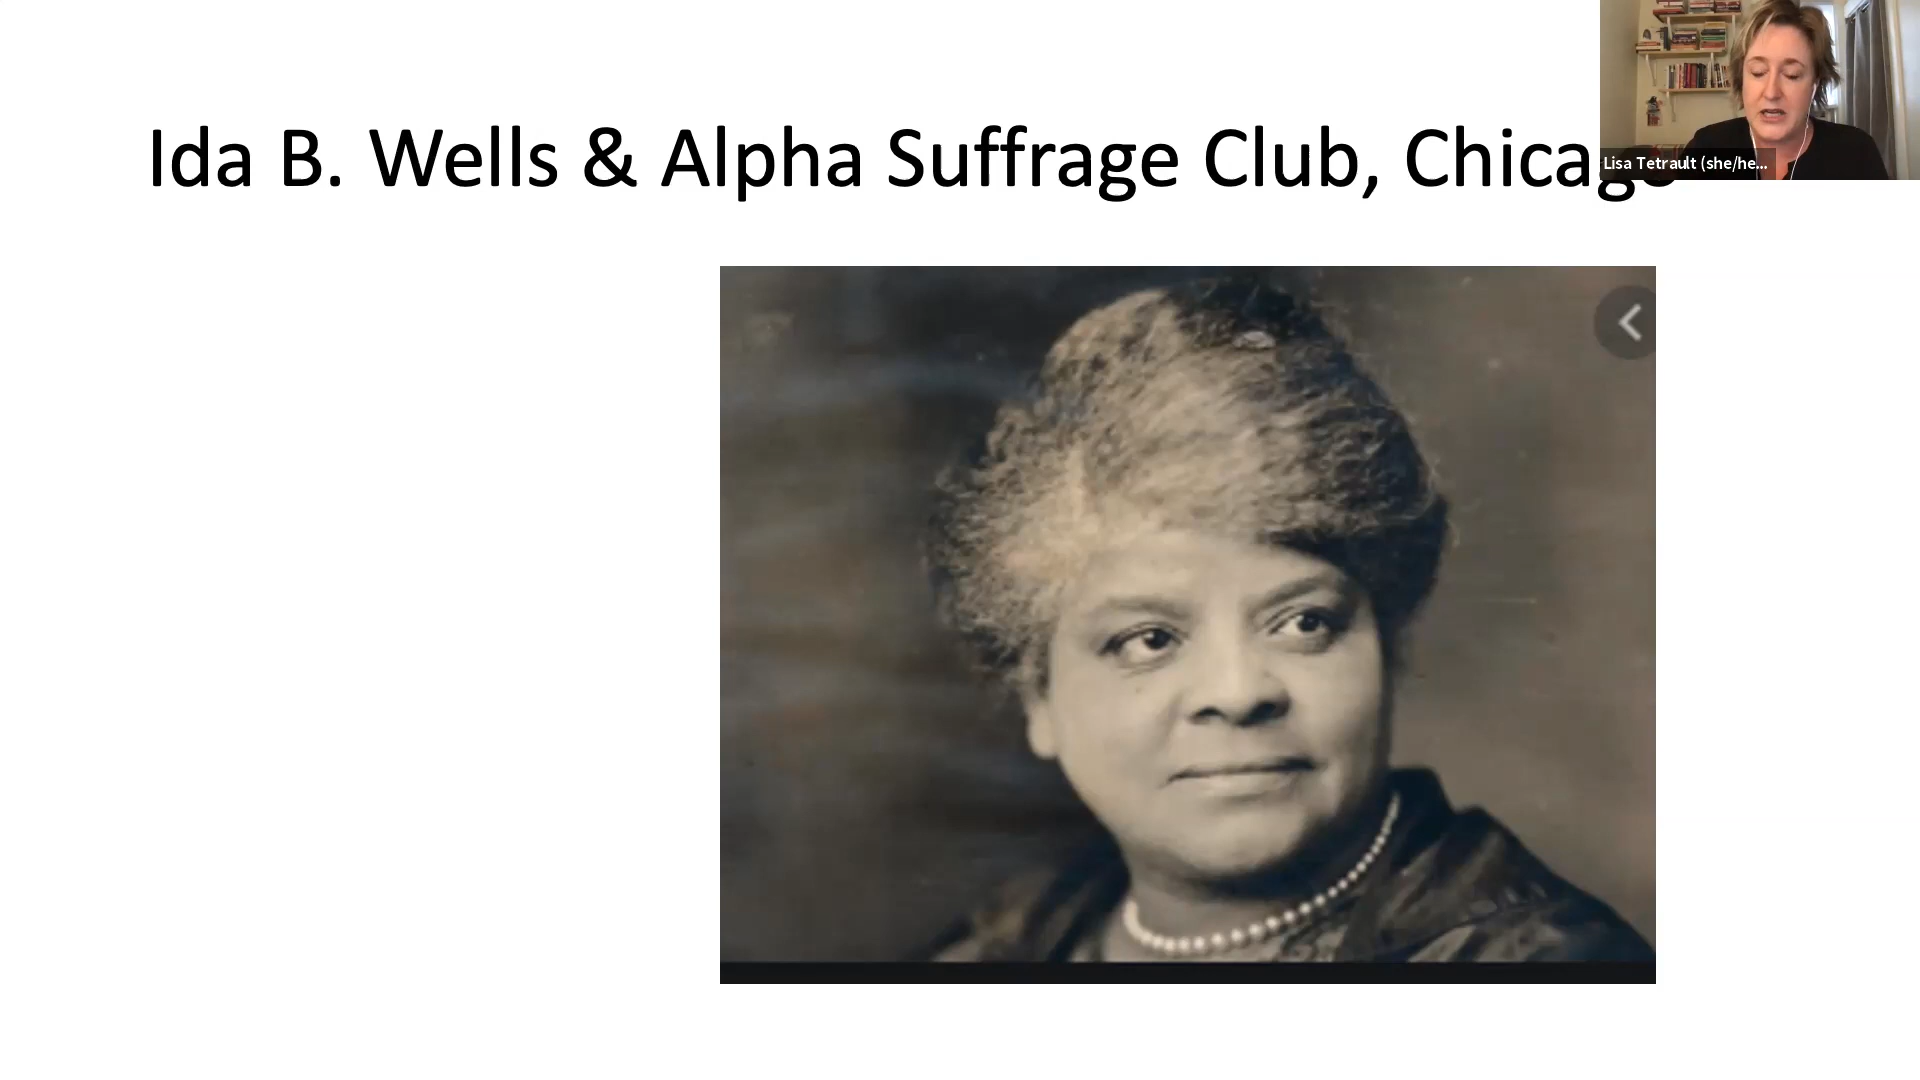 Ida B. Wells & Alpha Suffrage Club, Chicago
Lisa Tetrault (she/he...